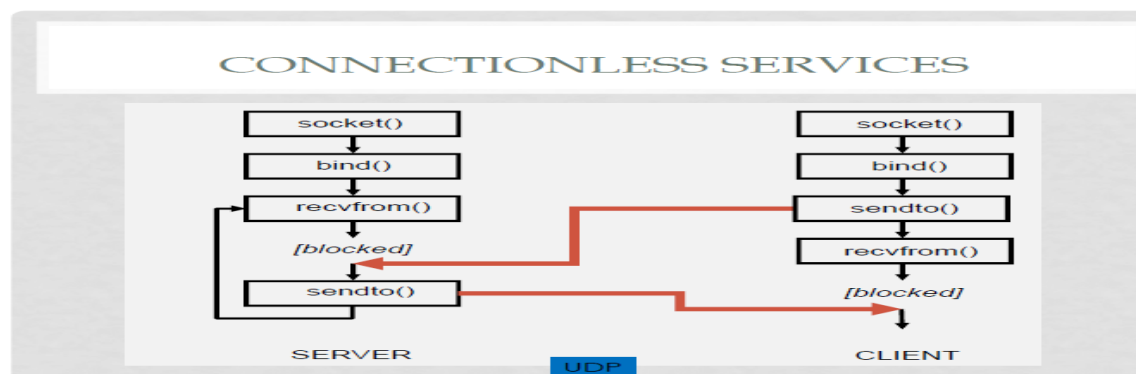 CONNECTIONLESS SERVICES
socket()
bind()
recvfrom()
[blocked]
sendto()
SERVER
socket()
bind()
sendto()
recvfrom()
[blocked]
CLIENT
UDP